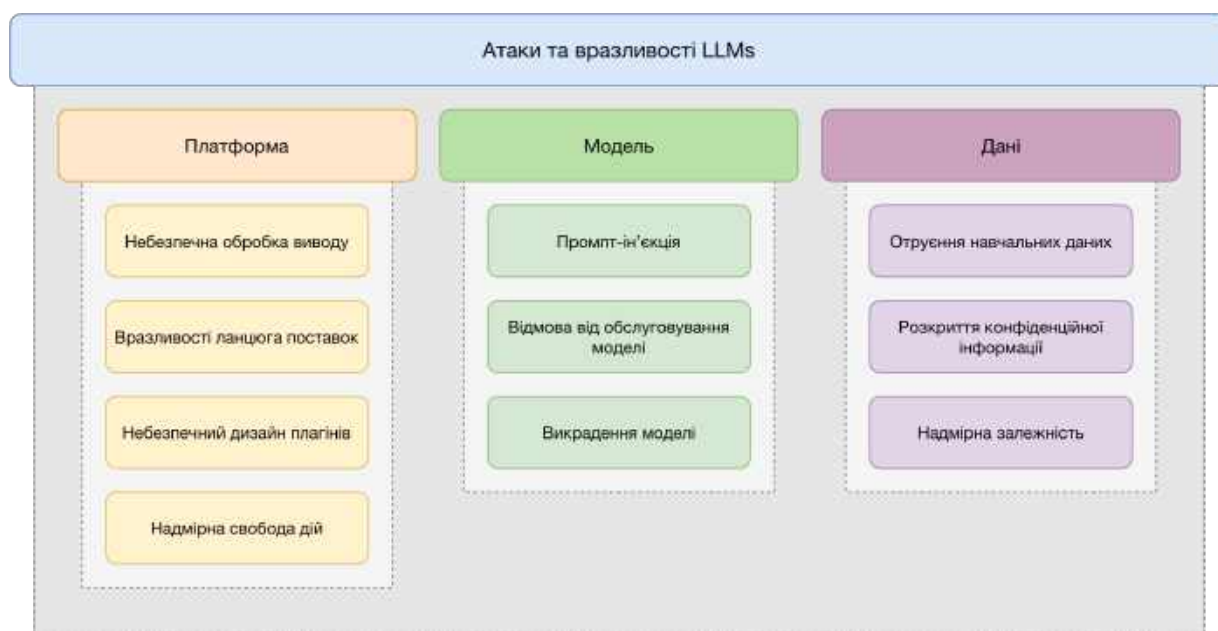 Атаки та вразливості LLMs
Платформа
Небезпечна обробка виводу
Вразливості ланцюга поставок
Небезпечний дизайн плагінів
Надмірна свобода дій
Модель
Промпт-ін'єкція
Відмова від обслуговування
моделі
Викрадення моделі
Дані
Отруєння навчальних даних
Розкриття конфіденційної
інформації
Надмірна залежність